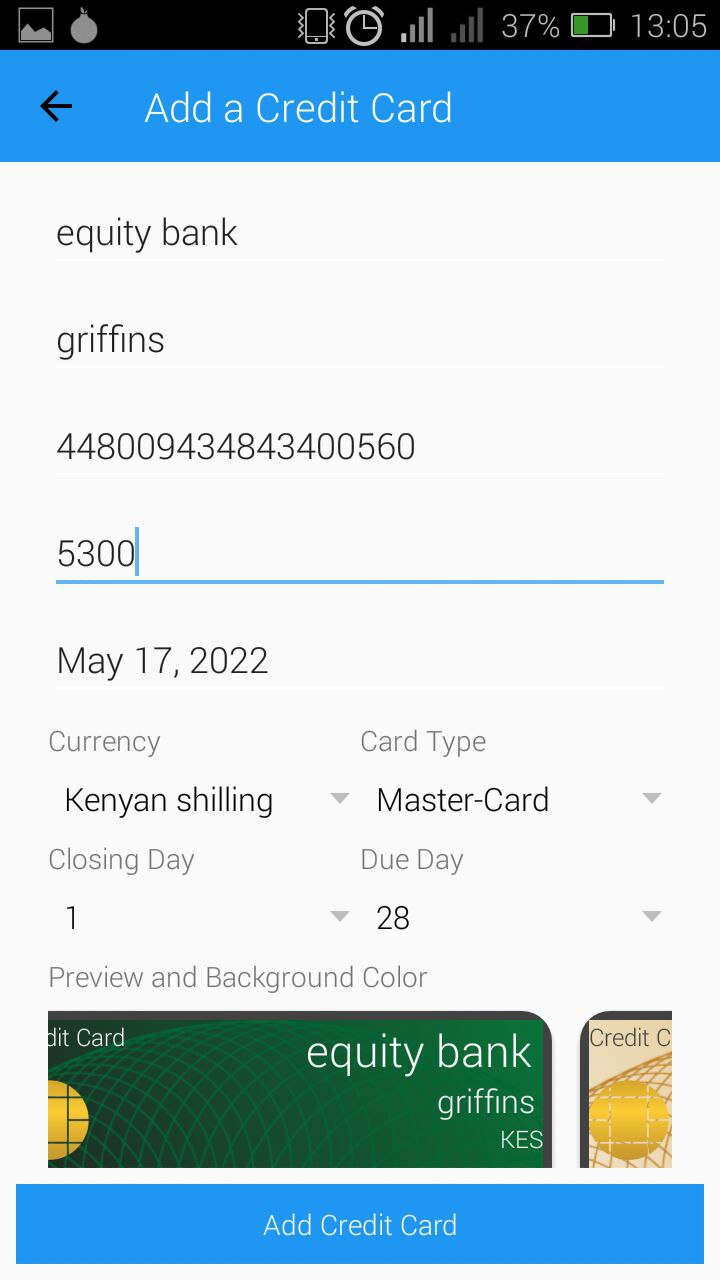 37% 13:05
Add a Credit Card
equity bank
griffins
448009434843400560
5300
May 17, 2022
Currency Card Type
Kenyan shilling Master-Card
Closing Day Due Day
1 28
Preview and Background Color
dit Card equity bank Credit C
griffins
KES
Add Credit Card